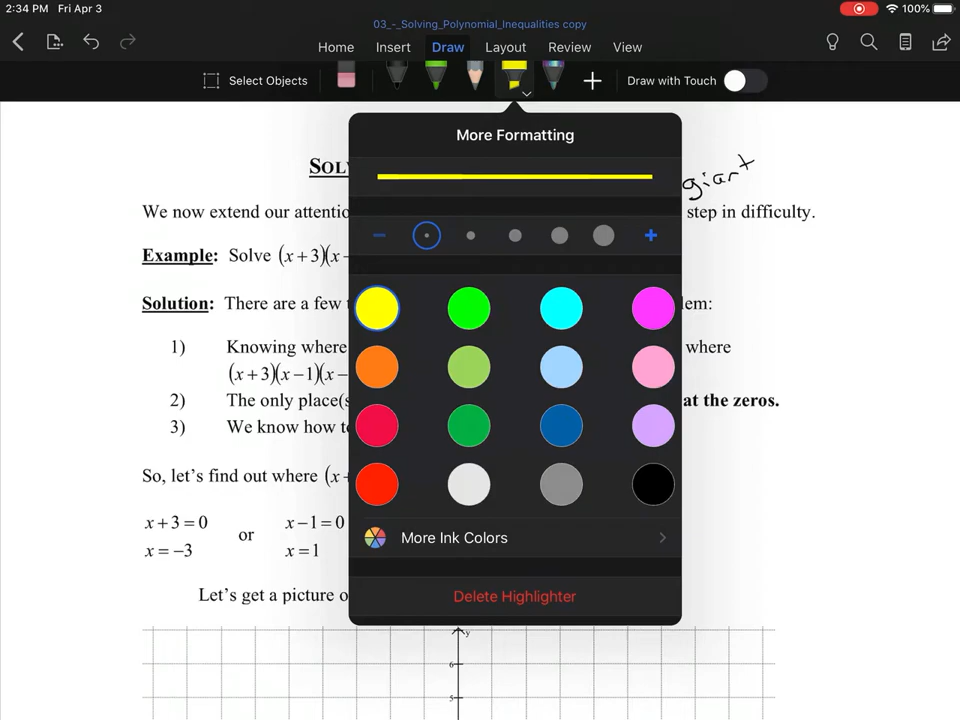 2:34 PM Fri Apr 3 100%
03_-_Solving_Polynomial_Inequalities copy
Home Insert Draw Layout Review View
Select Objects Draw with Touch
More Formatting
giant
We now extend our attentio step in difficulty.
Example: Solve (x+3)(x-
Solution: There are a few lem:
1) Knowing where where
(x+3)(x−1)(x−
2) The only place(s at the zeros.
3) We know how to
So, let's find out where (x+
x+3=0 or x−1=0
x=−3 x=1
More Ink Colors
Delete Highlighter
Let's get a picture o
y
6
5